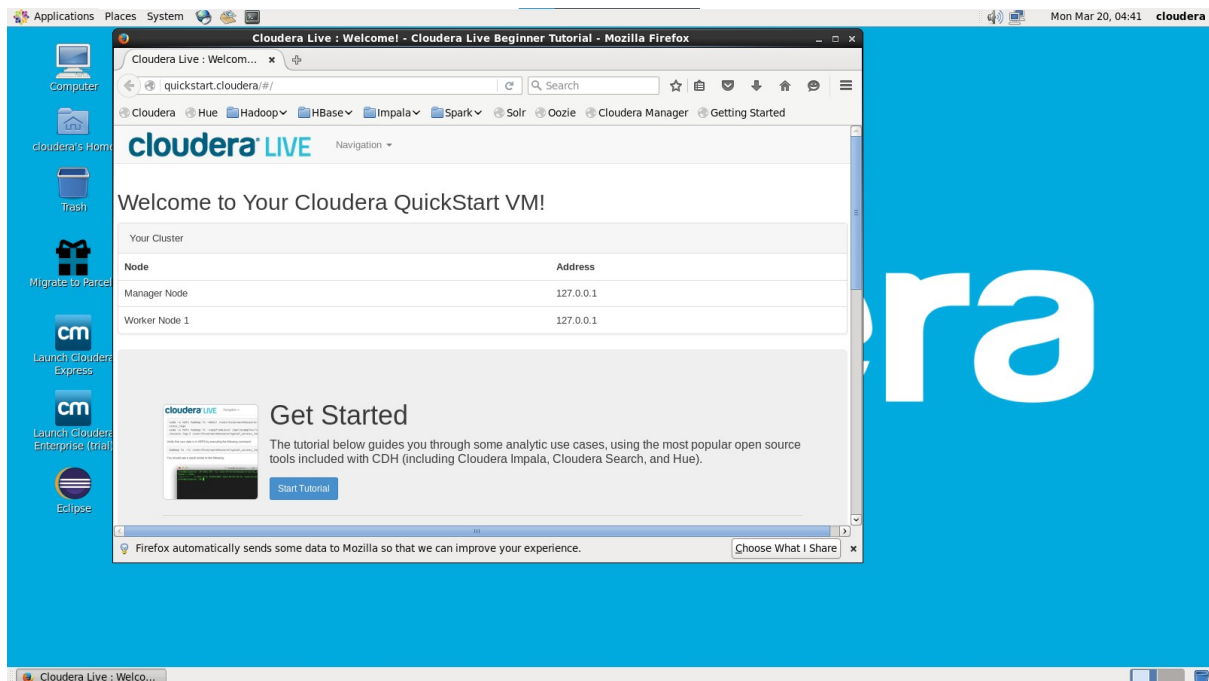 Applications Places System Mon Mar 20, 04:41 cloudera
Computer
cloudera's Home
Trash
Migrate to Parcel
cm
Launch Cloudera
Express
cm
Launch Cloudera
Enterprise (trial)
Eclipse
Cloudera Live : Welcome! - Cloudera Live Beginner Tutorial - Mozilla Firefox
Cloudera Live : Welcom...
quickstart.cloudera/#/ Search
Cloudera Hue Hadoop HBase Impala Spark Solr Oozie Cloudera Manager Getting Started
cloudera LIVE Navigation
Welcome to Your Cloudera QuickStart VM!
Your Cluster
Node Address
Manager Node 127.0.0.1
Worker Node 1 127.0.0.1
cloudera LIVE
Get Started
The tutorial below guides you through some analytic use cases, using the most popular open source
tools included with CDH (including Cloudera Impala, Cloudera Search, and Hue).
Start Tutorial
Firefox automatically sends some data to Mozilla so that we can improve your experience. Choose What I Share
era
Cloudera Live : Welco...